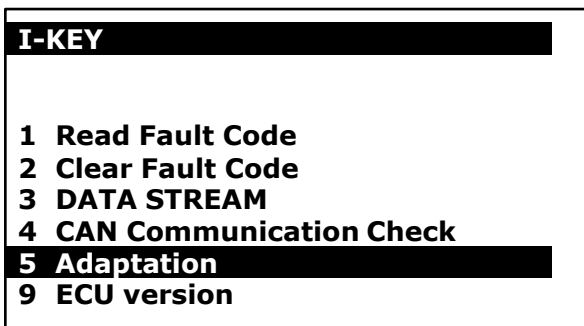 I-KEY
1 Read Fault Code
2 Clear Fault Code
3 DATA STREAM
4 CAN Communication Check
5 Adaptation
9 ECU version